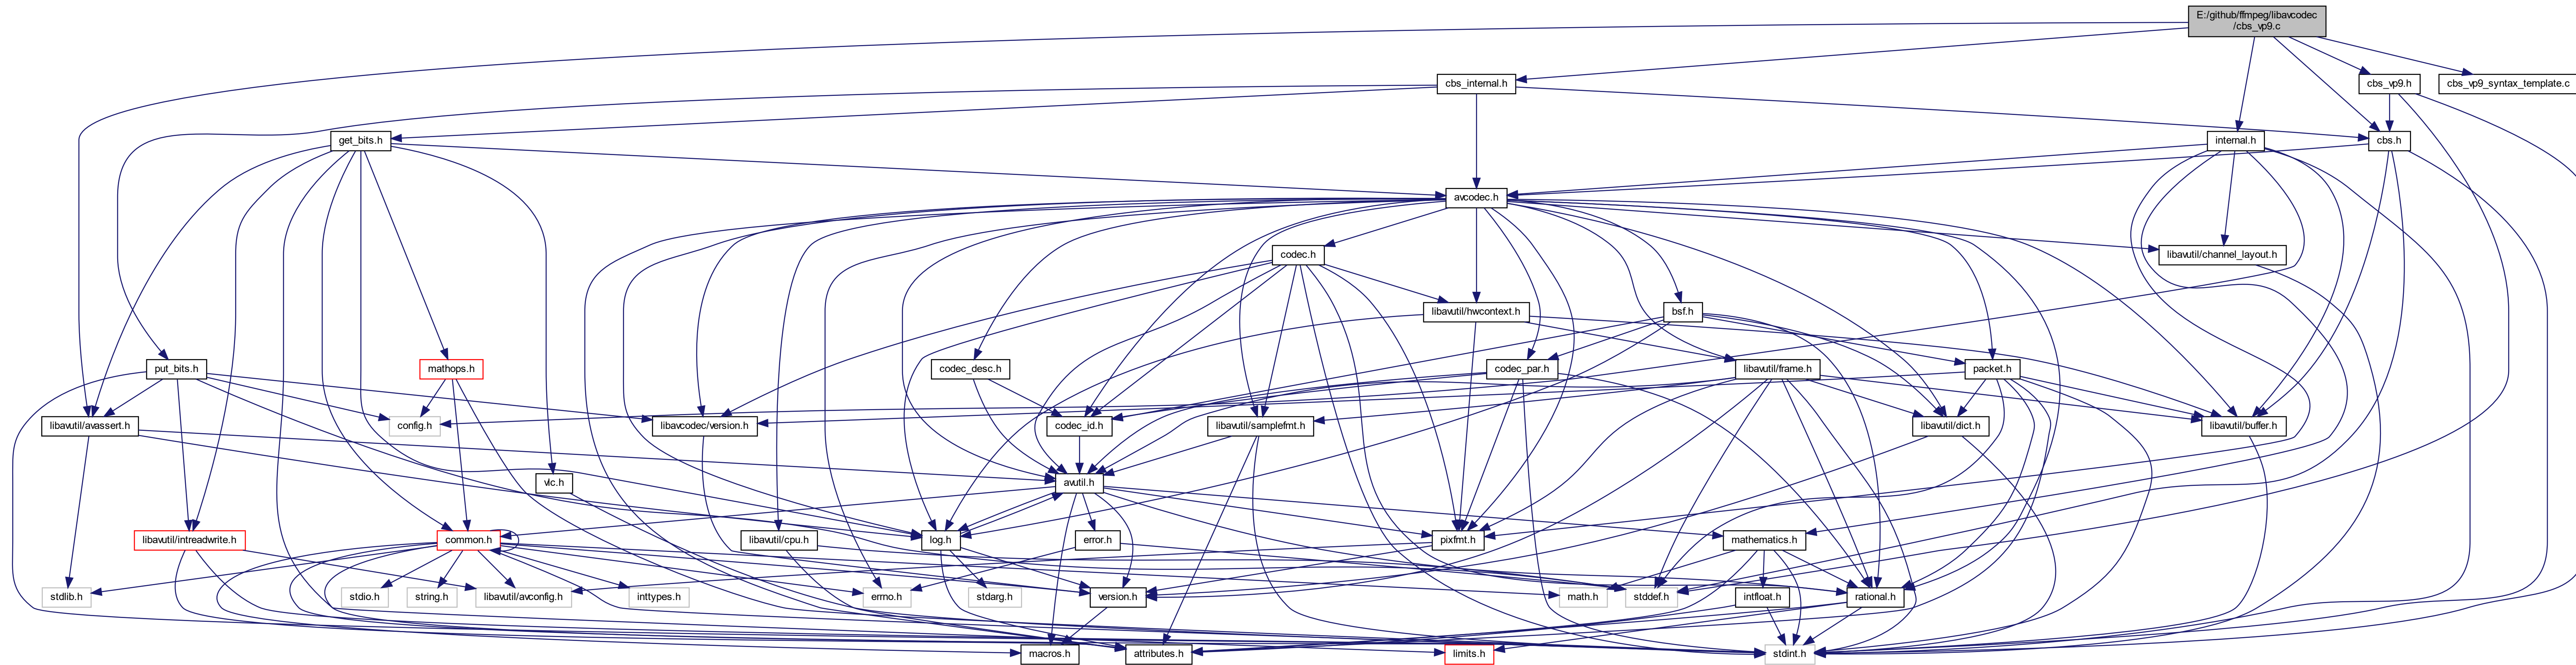 E:/github/ffmpeg/libavcodec
/cbs_vp9.c
cbs_internal.h
cbs_vp9.h
cbs_vp9_syntax_template.c
get_bits.h
internal.h
cbs.h
avcodec.h
codec.h
libavutil/channel_layout.h
libavutil/hwcontext.h
bsf.h
put_bits.h
mathops.h
codec_desc.h
codec_par.h
libavutil/frame.h
packet.h
libavutil/avassert.h
config.h
libavcodec/version.h
codec_id.h
libavutil/samplefmt.h
libavutil/dict.h
libavutil/buffer.h
vlc.h
avutil.h
libavutil/intreadwrite.h
common.h
libavutil/cpu.h
log.h
error.h
pixfmt.h
mathematics.h
stdlib.h
stdio.h
string.h
libavutil/avconfig.h
inttypes.h
errno.h
stdarg.h
version.h
math.h
stddef.h
intfloat.h
rational.h
macros.h
attributes.h
limits.h
stdint.h